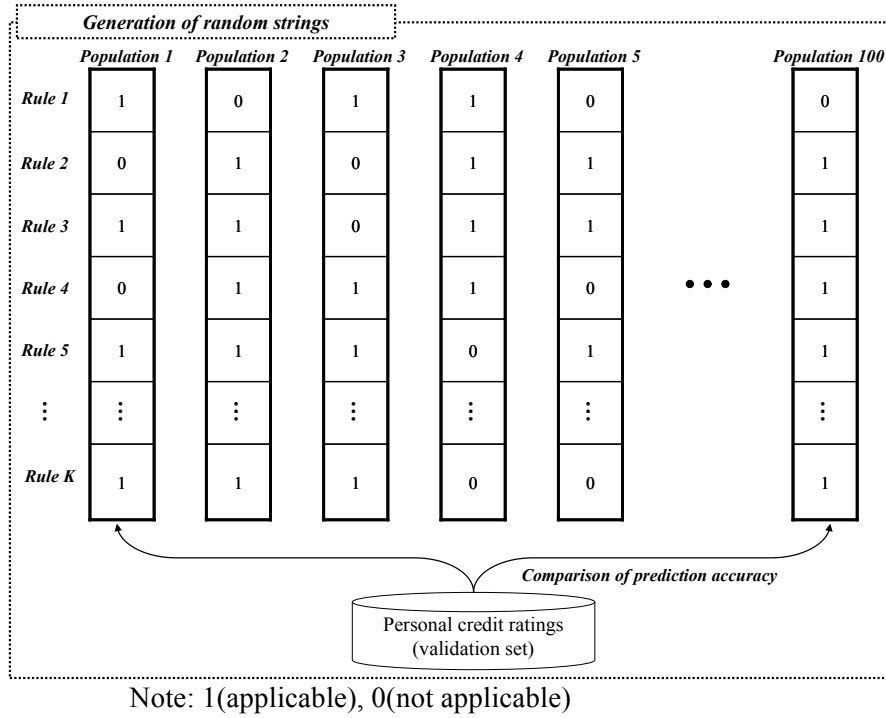 Generation of random strings
Population 1 Population 2 Population 3 Population 4 Population 5 Population 100
Rule 1 1 0 1 1 0 0
Rule 2 0 1 0 1 1 1
Rule 3 1 1 0 1 1 1
Rule 4 0 1 1 1 0 1
• • •
Rule 5 1 1 1 0 1 1
⋮ ⋮ ⋮ ⋮ ⋮ ⋮ ⋮
Rule K 1 1 1 0 0 1
Comparison of prediction accuracy
Personal credit ratings
(validation set)
Note: 1(applicable), 0(not applicable)